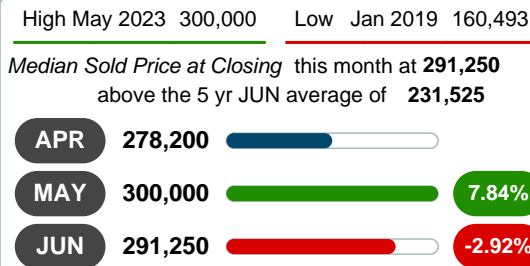 High May 2023 300,000 Low Jan 2019 160,493
Median Sold Price at Closing this month at 291,250
above the 5 yr JUN average of 231,525
APR 278,200
MAY 300,000 7.84%
JUN 291,250 -2.92%